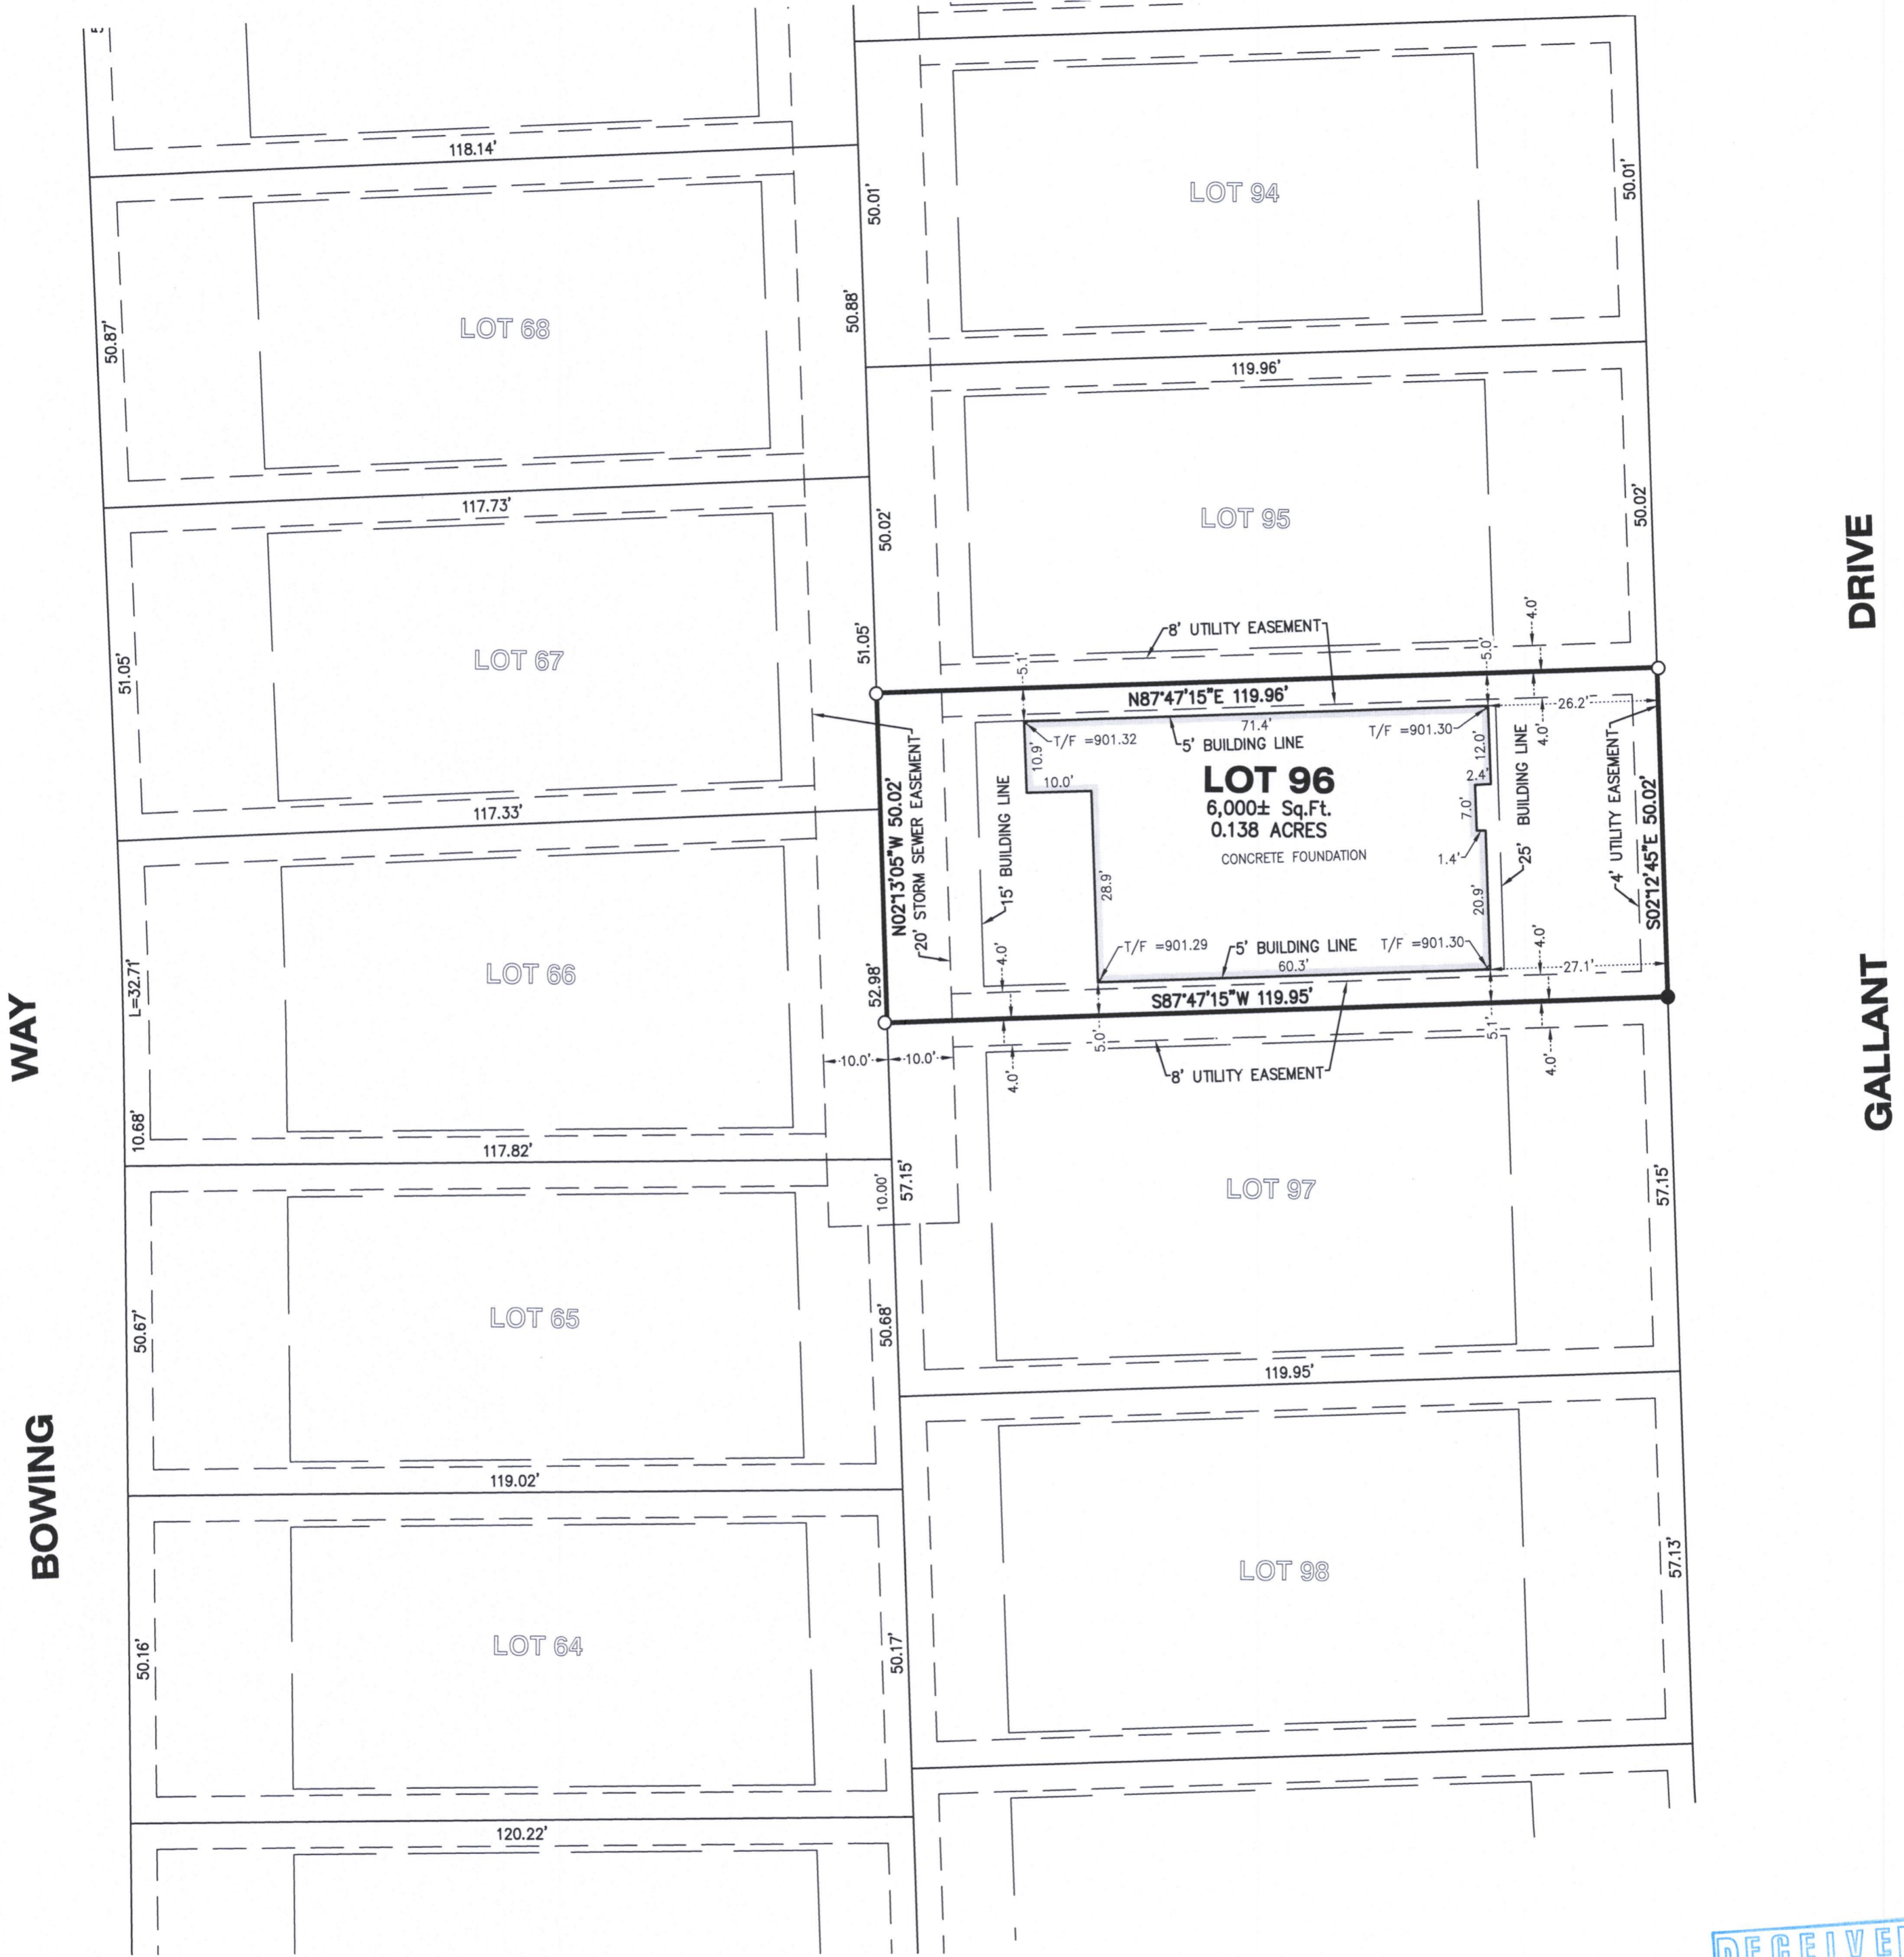 118.14'
50.01'
LOT 94
50.01'
50.87'
LOT 68
50.88'
119.96'
117.73'
50.02'
LOT 95
50.02'
DRIVE
51.05'
LOT 67
51.05'
8' UTILITY EASEMENT
4.0'
5.1'
5.0'
N87°47'15"E 119.96'
26.2'
71.4'
T/F =901.32
5' BUILDING LINE
T/F =901.30
4.0'
10.9'
10.0'
12.0'
2.4'
7.0'
1.4'
LOT 96
6,000± Sq.Ft.
0.138 ACRES
CONCRETE FOUNDATION
N02°13'05"W 50.02'
20' STORM SEWER EASEMENT
15' BUILDING LINE
25' BUILDING LINE
4' UTILITY EASEMENT
S02°12'45"E 50.02'
117.33'
28.9'
20.9'
T/F =901.29
5' BUILDING LINE
T/F =901.30
60.3'
27.1'
4.0'
4.0'
S87°47'15"W 119.95'
WAY
L=32.71'
LOT 66
52.98'
10.0'
10.0'
5.0'
5.1'
4.0'
4.0'
8' UTILITY EASEMENT
GALLANT
10.68'
117.82'
10.00'
57.15'
LOT 97
57.15'
BOWING
50.67'
LOT 65
50.68'
119.95'
119.02'
50.16'
LOT 64
50.17'
LOT 98
57.13'
120.22'